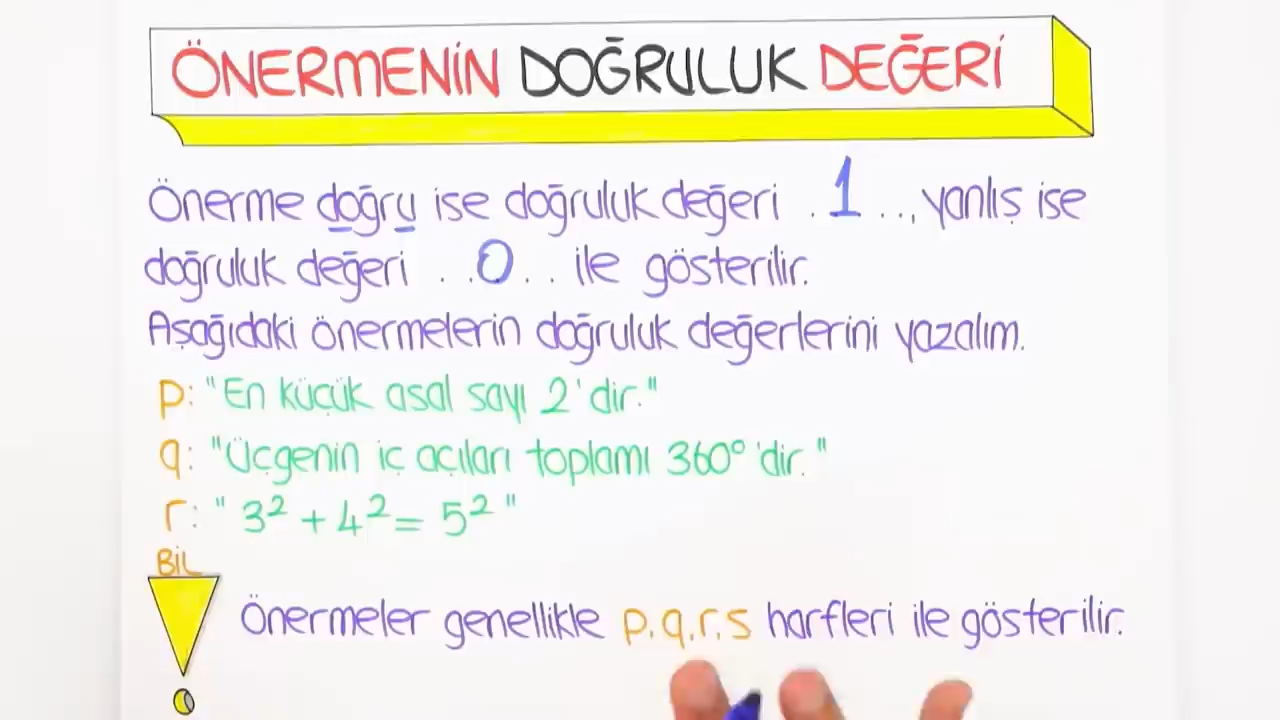 ÖNERMENİN DOĞRULUK DEĞERİ
Önerme doğru ise doğruluk değeri .1..., yanlış ise
doğruluk değeri ..0.. ile gösterilir.
Aşağıdaki önermelerin doğruluk değerlerini yazalım.
p: "En küçük asal sayı 2'dir."
q: "Üçgenin iç açıları toplamı 360°'dir."
r: "3² + 4² = 5²"
BİL
Önermeler genellikle p.q.r.s harfleri ile gösterilir.